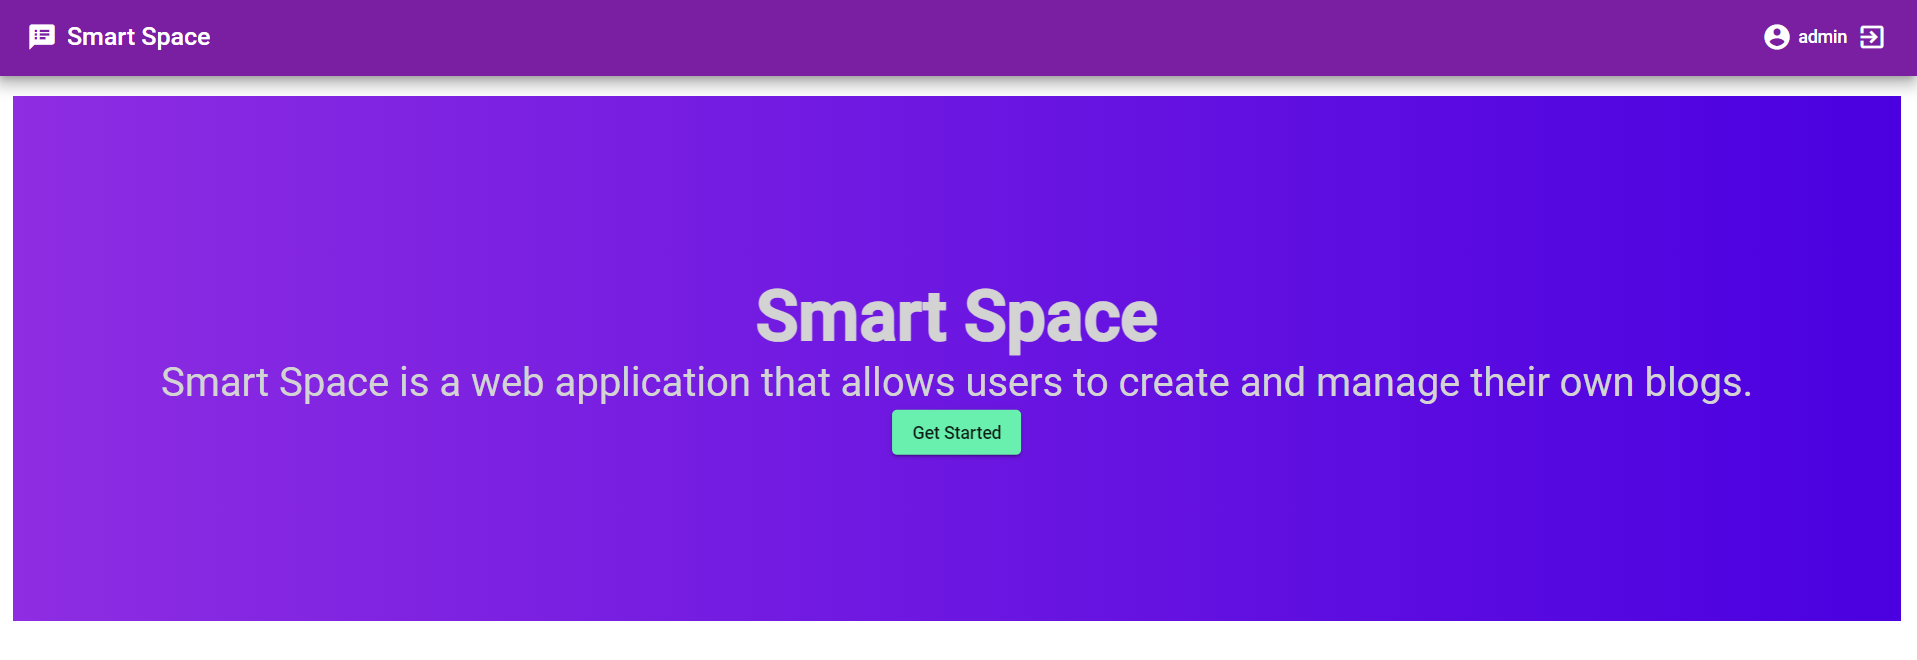 Smart Space
admin
Smart Space
Smart Space is a web application that allows users to create and manage their own blogs.
Get Started